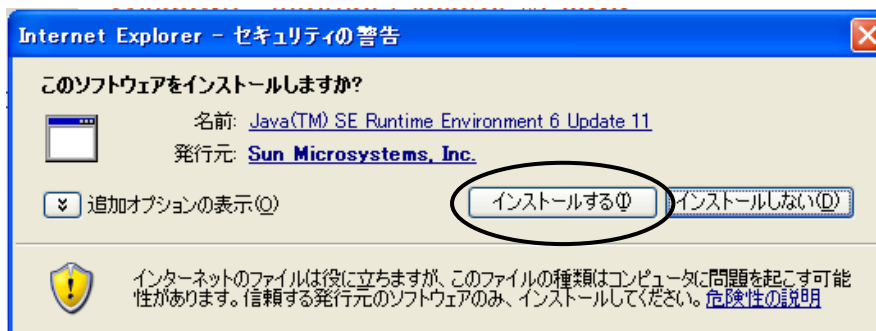 Internet Explorer - セキュリティの警告
このソフトウェアをインストールしますか?
名前: Java(TM) SE Runtime Environment 6 Update 11
発行元: Sun Microsystems, Inc.
追加オプションの表示(O) インストールする(I) インストールしない(D)
インターネットのファイルは役に立ちますが、このファイルの種類はコンピュータに問題を起こす可能
性があります。信頼する発行元のソフトウェアのみ、インストールしてください。危険性の説明